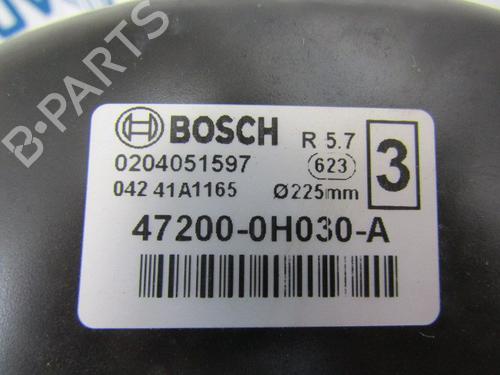 B-PARTS
BOSCH R 5.7
0204051597 623 3
042 41A1165 Ø225mm
47200-0H030-A